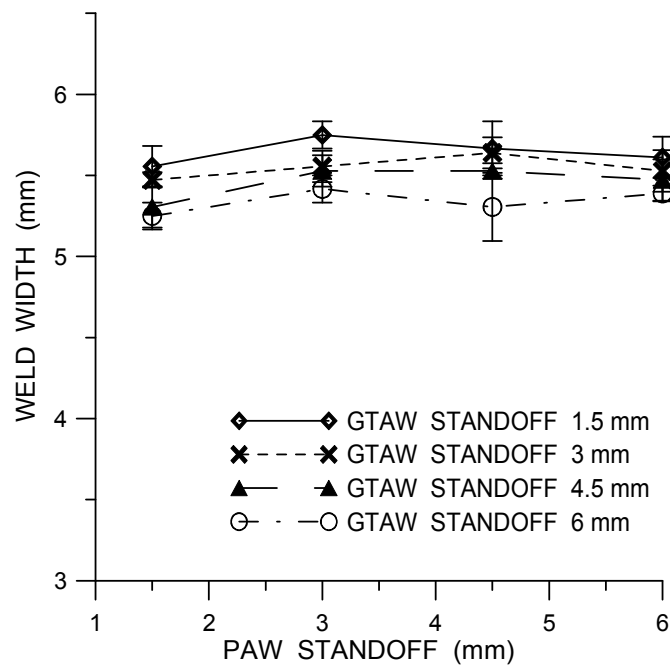 WELD WIDTH (mm)
6
5
4
3
GTAW STANDOFF 1.5 mm
GTAW STANDOFF 3 mm
GTAW STANDOFF 4.5 mm
GTAW STANDOFF 6 mm
1 2 3 4 5 6
PAW STANDOFF (mm)